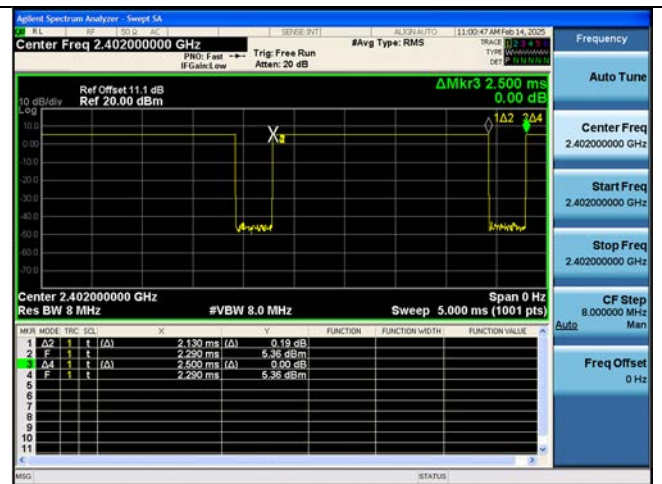 Agilent Spectrum Analyzer - Swept SA
RL RF 50 Ω AC SENSE:INT ALIGNAUTO 11:00:47 AM Feb 14, 2025
Center Freq 2.402000000 GHz
PNO: Fast
IFGain:Low
Trig: Free Run
Atten: 20 dB
#Avg Type: RMS
TRACE 1 2 3 4 5 6
TYPE
DET P N N N N N
Ref Offset 11.1 dB
10 dB/div Ref 20.00 dBm
Log
ΔMkr3 2.500 ms
0.00 dB
1Δ2 3Δ4
10.0
0.00
-10.0
-20.0
-30.0
-40.0
-50.0
-60.0
-70.0
Center 2.402000000 GHz Span 0 Hz
Res BW 8 MHz #VBW 8.0 MHz Sweep 5.000 ms (1001 pts)
MKR MODE TRC SCL X Y FUNCTION FUNCTION WIDTH FUNCTION VALUE
1 Δ2 1 t (Δ) 2.130 ms (Δ) 0.19 dB
2 F 1 t 2.290 ms 5.36 dBm
3 Δ4 1 t (Δ) 2.500 ms (Δ) 0.00 dB
4 F 1 t 2.290 ms 5.36 dBm
5
6
7
8
9
10
11
MSG STATUS
Frequency
Auto Tune
Center Freq
2.402000000 GHz
Start Freq
2.402000000 GHz
Stop Freq
2.402000000 GHz
CF Step
8.000000 MHz
Auto Man
Freq Offset
0 Hz